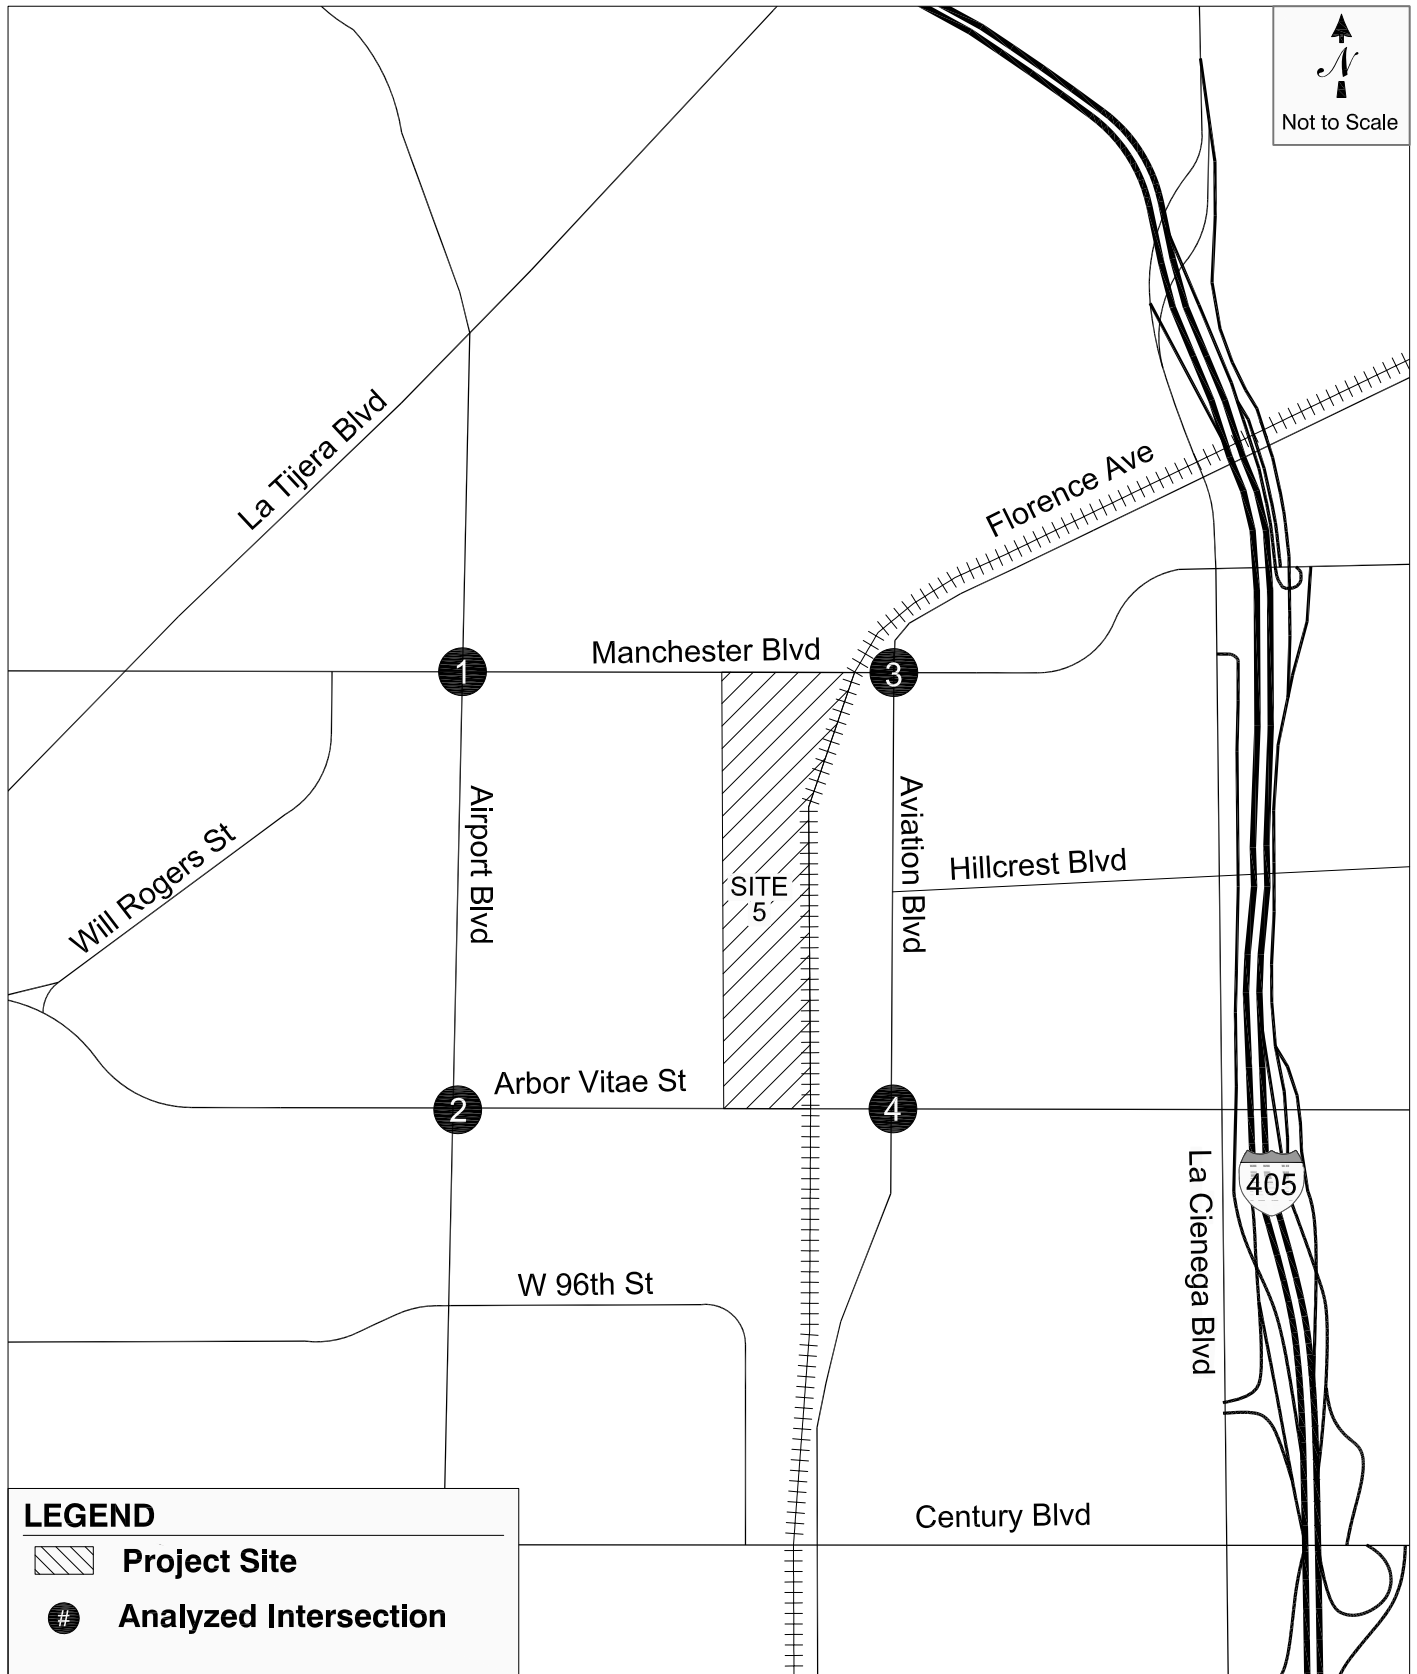 N
Not to Scale
La Tijera Blvd
Florence Ave
Manchester Blvd
1
3
Airport Blvd
Aviation Blvd
Will Rogers St
Hillcrest Blvd
SITE
5
Arbor Vitae St
2
4
La Cienega Blvd
405
W 96th St
Century Blvd
LEGEND
Project Site
# Analyzed Intersection